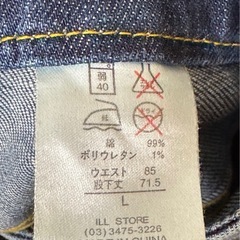 弱
40
綿 99%
ポリウレタン 1%
ウエスト 85
股下丈 71.5
L
ILL STORE
(03) 3475-3226